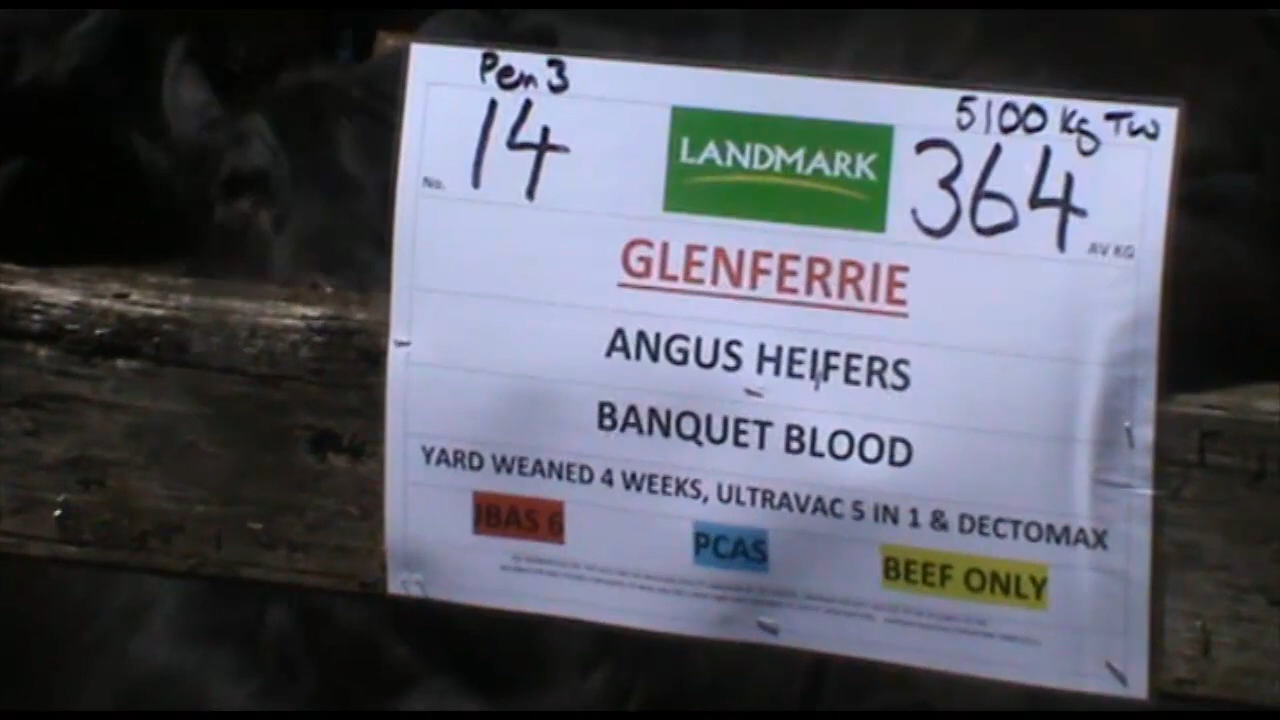 Pen 3
5100 Kg TW
No. 14
LANDMARK
364 AV KG
GLENFERRIE
ANGUS HEIFERS
BANQUET BLOOD
YARD WEANED 4 WEEKS, ULTRAVAC 5 IN 1 & DECTOMAX
JBAS 6
PCAS
BEEF ONLY